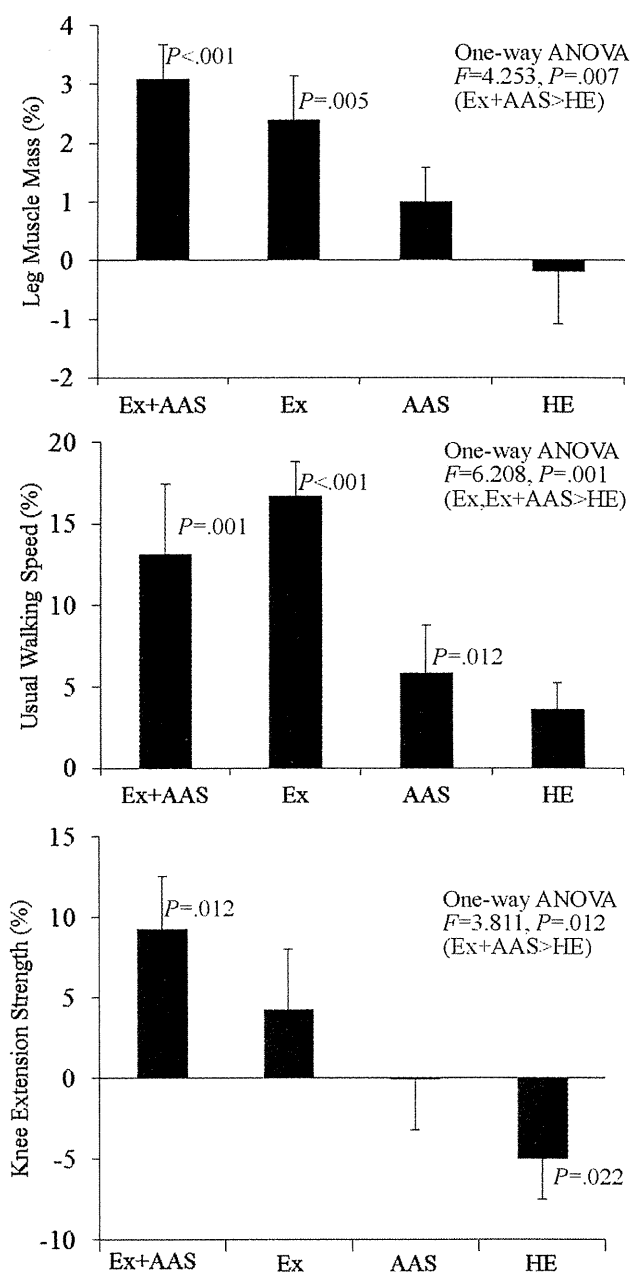 4
3
2
1
0
-1
-2
Leg Muscle Mass (%)
P<.001
P=.005
One-way ANOVA
F=4.253, P=.007
(Ex+AAS>HE)
Ex+AAS Ex AAS HE
20
15
10
5
0
Usual Walking Speed (%)
P=.001
P<.001
P=.012
One-way ANOVA
F=6.208, P=.001
(Ex,Ex+AAS>HE)
Ex+AAS Ex AAS HE
15
10
5
0
-5
-10
Knee Extension Strength (%)
P=.012
One-way ANOVA
F=3.811, P=.012
(Ex+AAS>HE)
P=.022
Ex+AAS Ex AAS HE